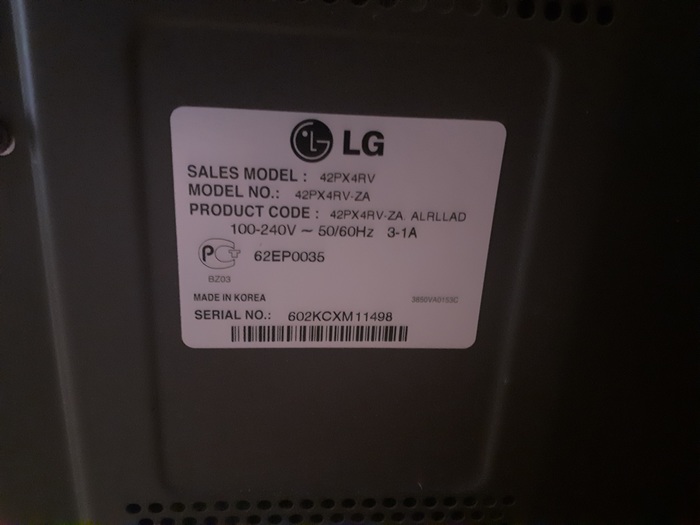 LG
SALES MODEL : 42PX4RV
MODEL NO.: 42PX4RV-ZA
PRODUCT CODE : 42PX4RV-ZA ALRLLAD
100-240V ~ 50/60Hz 3-1A
62EP0035
BZ03
MADE IN KOREA 3850VA0153C
SERIAL NO.: 602KCXM11498